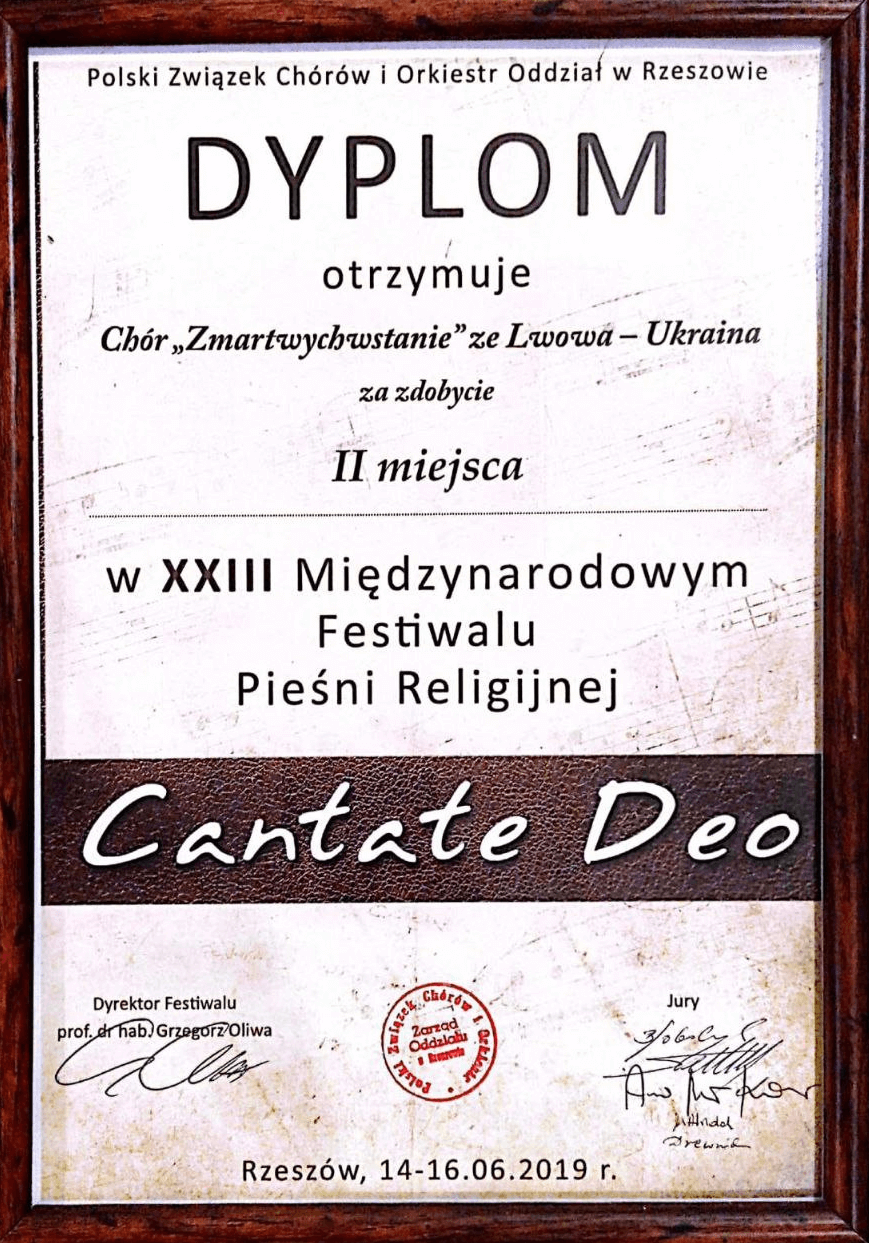 Polski Związek Chórów i Orkiestr Oddział w Rzeszowie
DYPLOM
otrzymuje
Chór „Zmartwychwstanie” ze Lwowa – Ukraina
za zdobycie
II miejsca
w XXIII Międzynarodowym
Festiwalu
Pieśni Religijnej
Cantate Deo
Dyrektor Festiwalu
prof. dr hab. Grzegorz Oliwa
Polski Związek Chórów i Orkiestr
Zarząd
Oddziału
w Rzeszowie
Jury
Rzeszów, 14-16.06.2019 r.